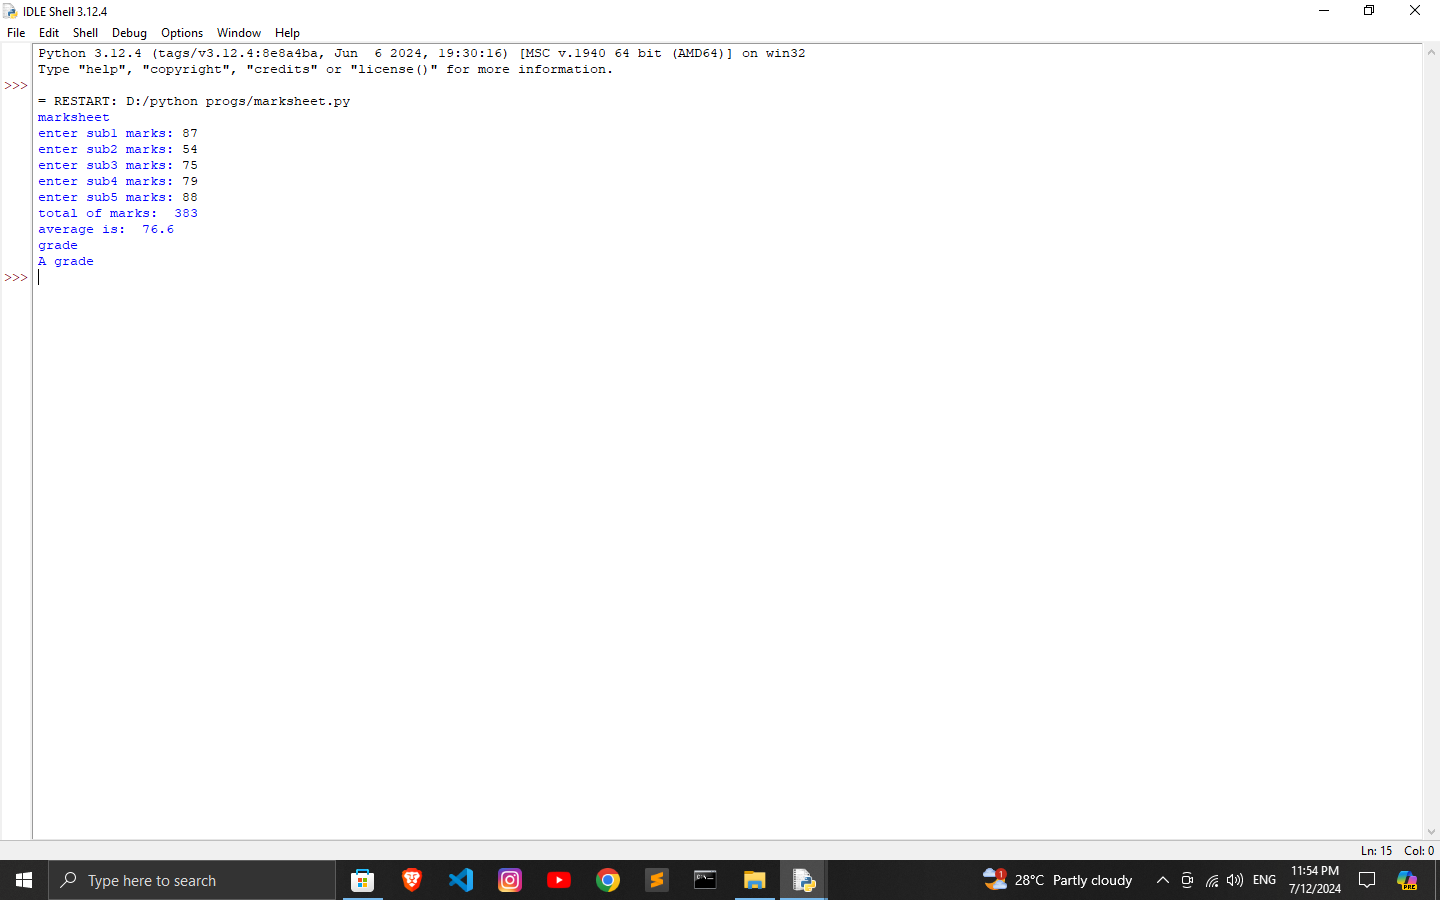 IDLE Shell 3.12.4
File Edit Shell Debug Options Window Help
Python 3.12.4 (tags/v3.12.4:8e8a4ba, Jun  6 2024, 19:30:16) [MSC v.1940 64 bit (AMD64)] on win32
Type "help", "copyright", "credits" or "license()" for more information.
>>>
= RESTART: D:/python progs/marksheet.py
marksheet
enter sub1 marks: 87
enter sub2 marks: 54
enter sub3 marks: 75
enter sub4 marks: 79
enter sub5 marks: 88
total of marks:  383
average is:  76.6
grade
A grade
>>>
Ln: 15 Col: 0
Type here to search
1
28°C Partly cloudy
ENG
11:54 PM
7/12/2024
PRE